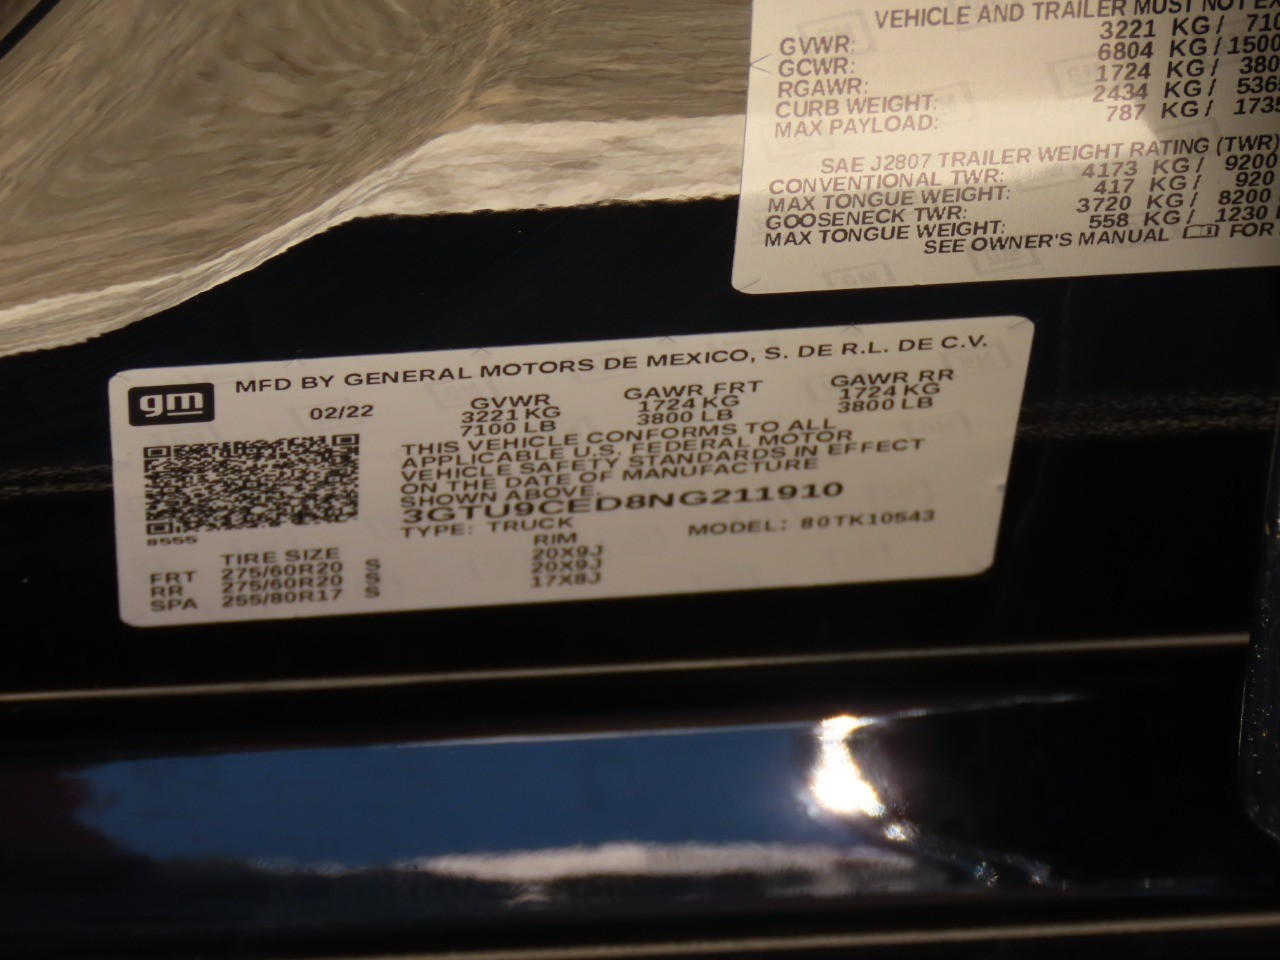 VEHICLE AND TRAILER MUST NOT
GVWR: 3221 KG/ 710
GCWR: 6804 KG/1500
RGAWR: 1724 KG/ 380
CURB WEIGHT: 2434 KG/ 536
MAX PAYLOAD: 787 KG/ 173
SAE J2807 TRAILER WEIGHT RATING (TWR)
CONVENTIONAL TWR: 4173 KG/ 9200
MAX TONGUE WEIGHT: 417 KG/ 920
GOOSENECK TWR: 3720 KG/ 8200
MAX TONGUE WEIGHT: 558 KG/ 1230
SEE OWNER'S MANUAL FOR
gm
MFD BY GENERAL MOTORS DE MEXICO, S. DE R.L. DE C.V.
02/22 GVWR GAWR FRT GAWR RR
3221 KG 1724 KG 1724 KG
7100 LB 3800 LB 3800 LB
THIS VEHICLE CONFORMS TO ALL
APPLICABLE U.S. FEDERAL MOTOR
VEHICLE SAFETY STANDARDS IN EFFECT
ON THE DATE OF MANUFACTURE
SHOWN ABOVE.
3GTU9CED8NG211910
8555
TYPE: TRUCK MODEL: 80TK10543
TIRE SIZE RIM
FRT 275/60R20 S 20X9J
RR 275/60R20 S 20X9J
SPA 255/80R17 S 17X8J